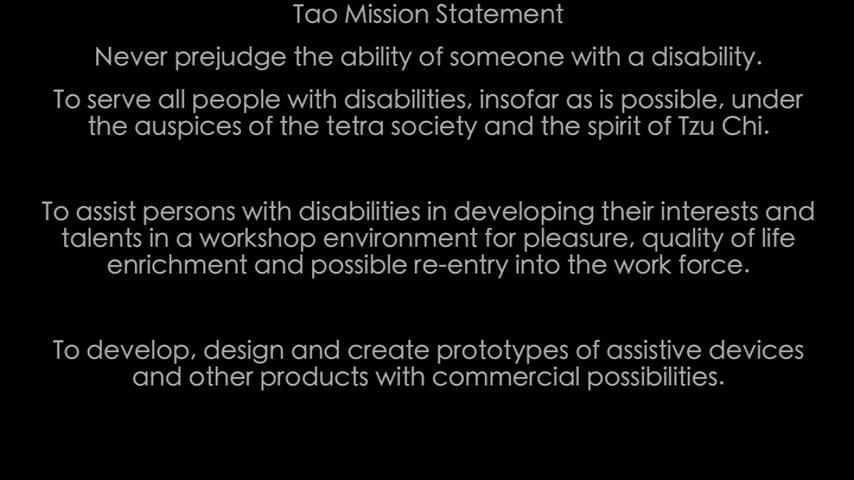 Tao Mission Statement
Never prejudge the ability of someone with a disability.
To serve all people with disabilities, insofar as is possible, under
the auspices of the tetra society and the spirit of Tzu Chi.
To assist persons with disabilities in developing their interests and
talents in a workshop environment for pleasure, quality of life
enrichment and possible re-entry into the work force.
To develop, design and create prototypes of assistive devices
and other products with commercial possibilities.